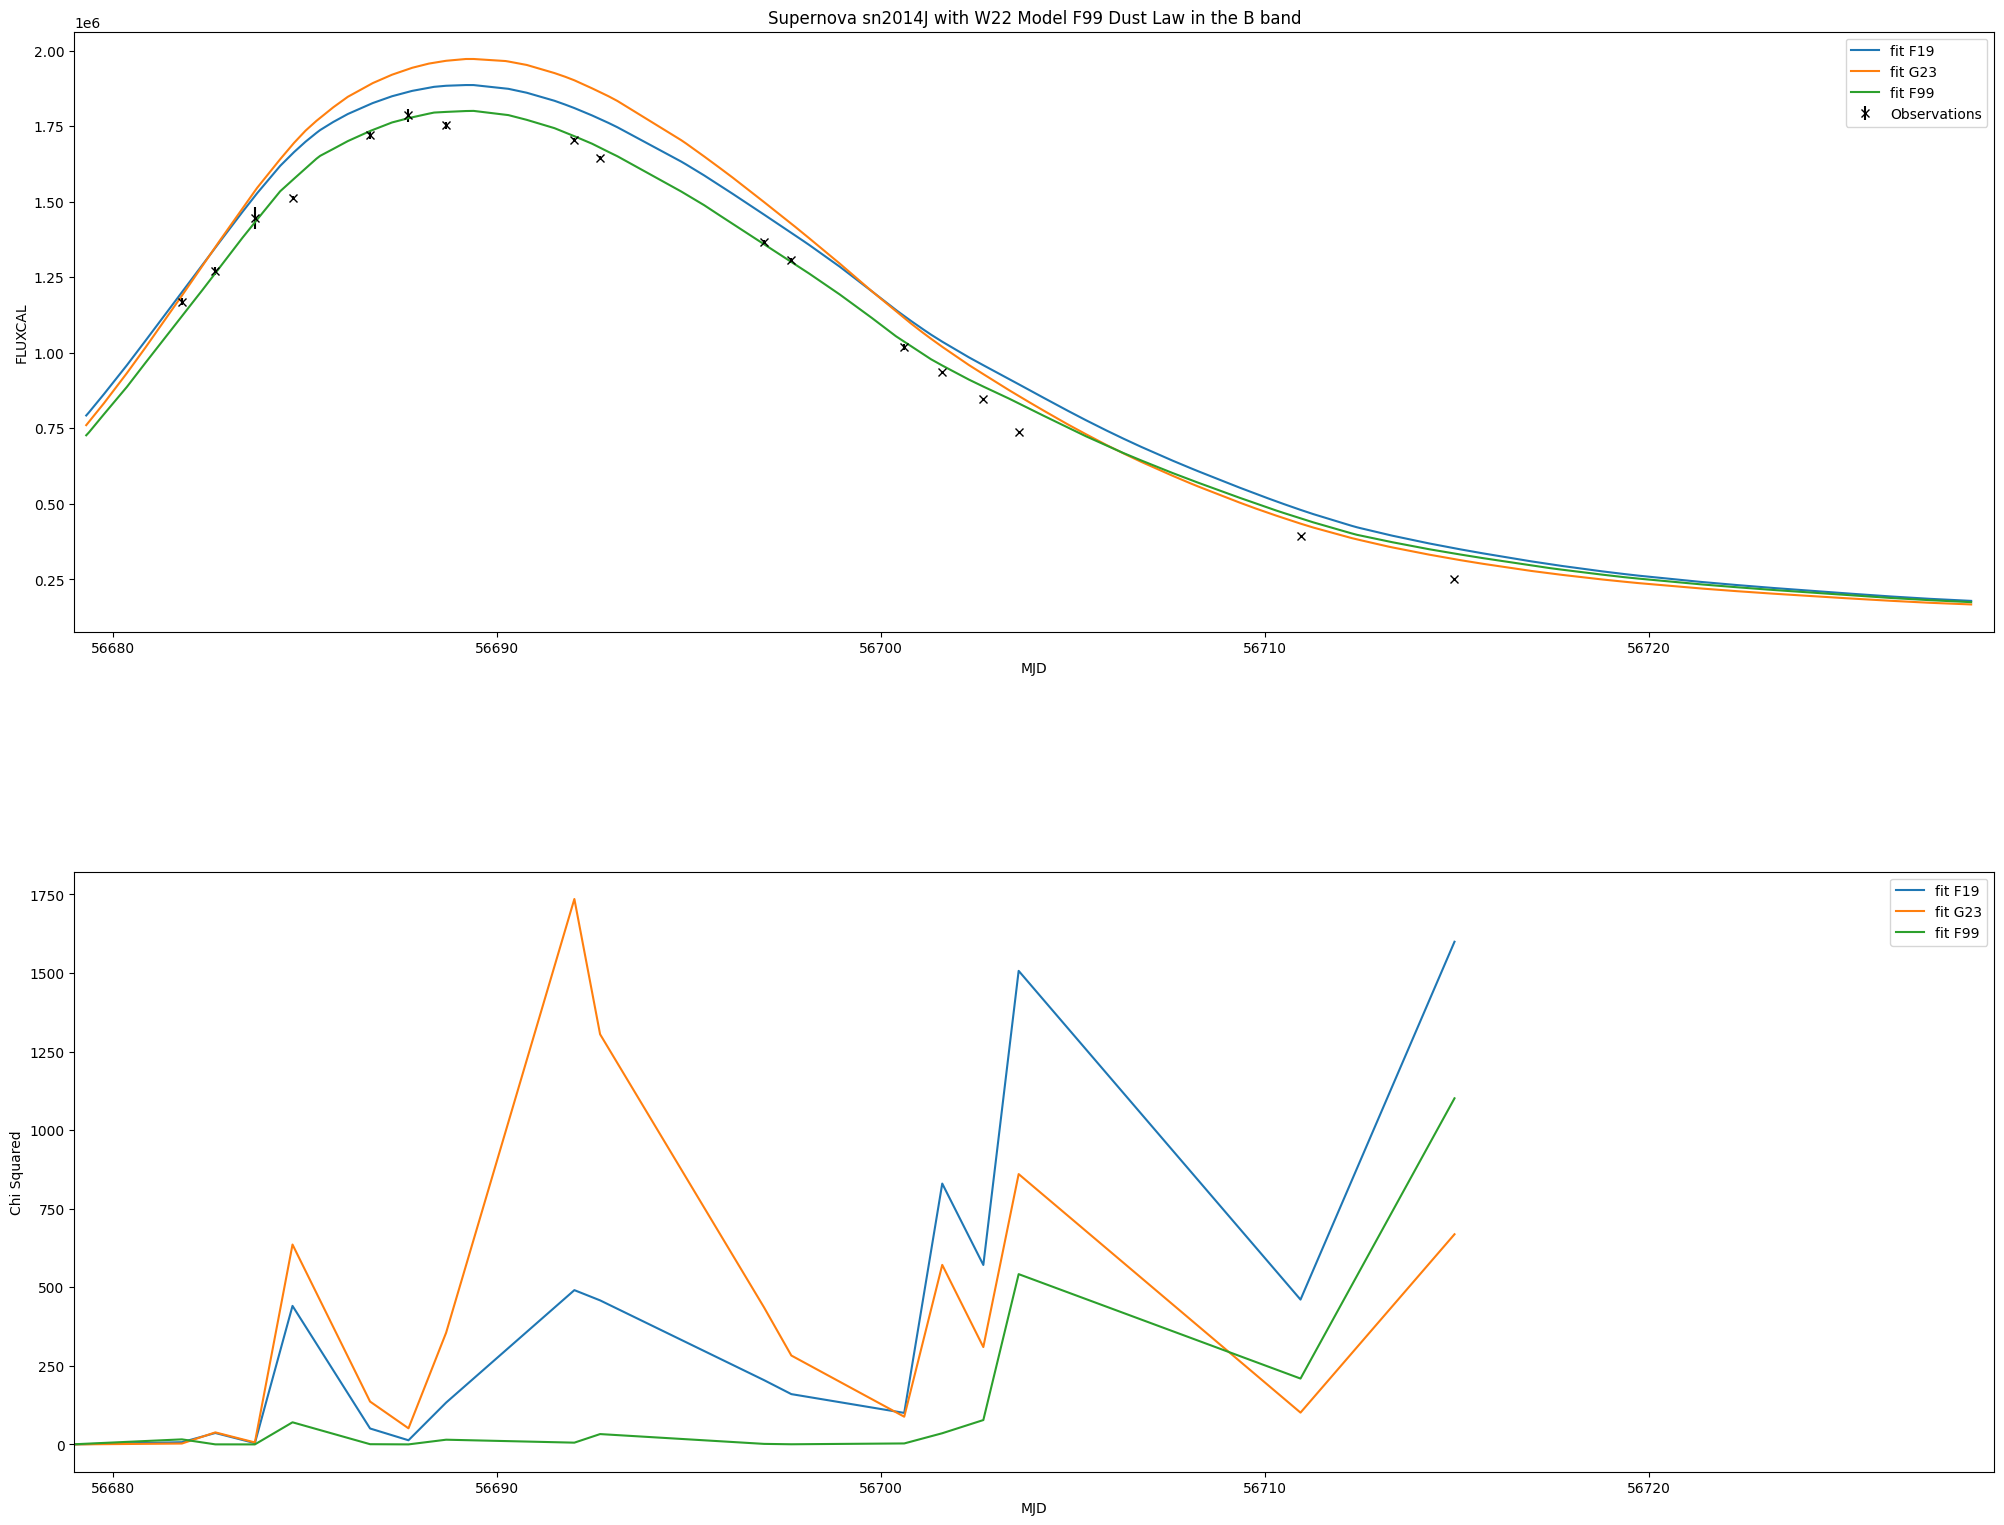 Supernova sn2014J with W22 Model F99 Dust Law in the B band
1e6
2.00
1.75
1.50
1.25
1.00
0.75
0.50
0.25
FLUXCAL
56680
56690
56700
56710
56720
MJD
fit F19
fit G23
fit F99
Observations
1750
1500
1250
1000
750
500
250
0
Chi Squared
56680
56690
56700
56710
56720
MJD
fit F19
fit G23
fit F99